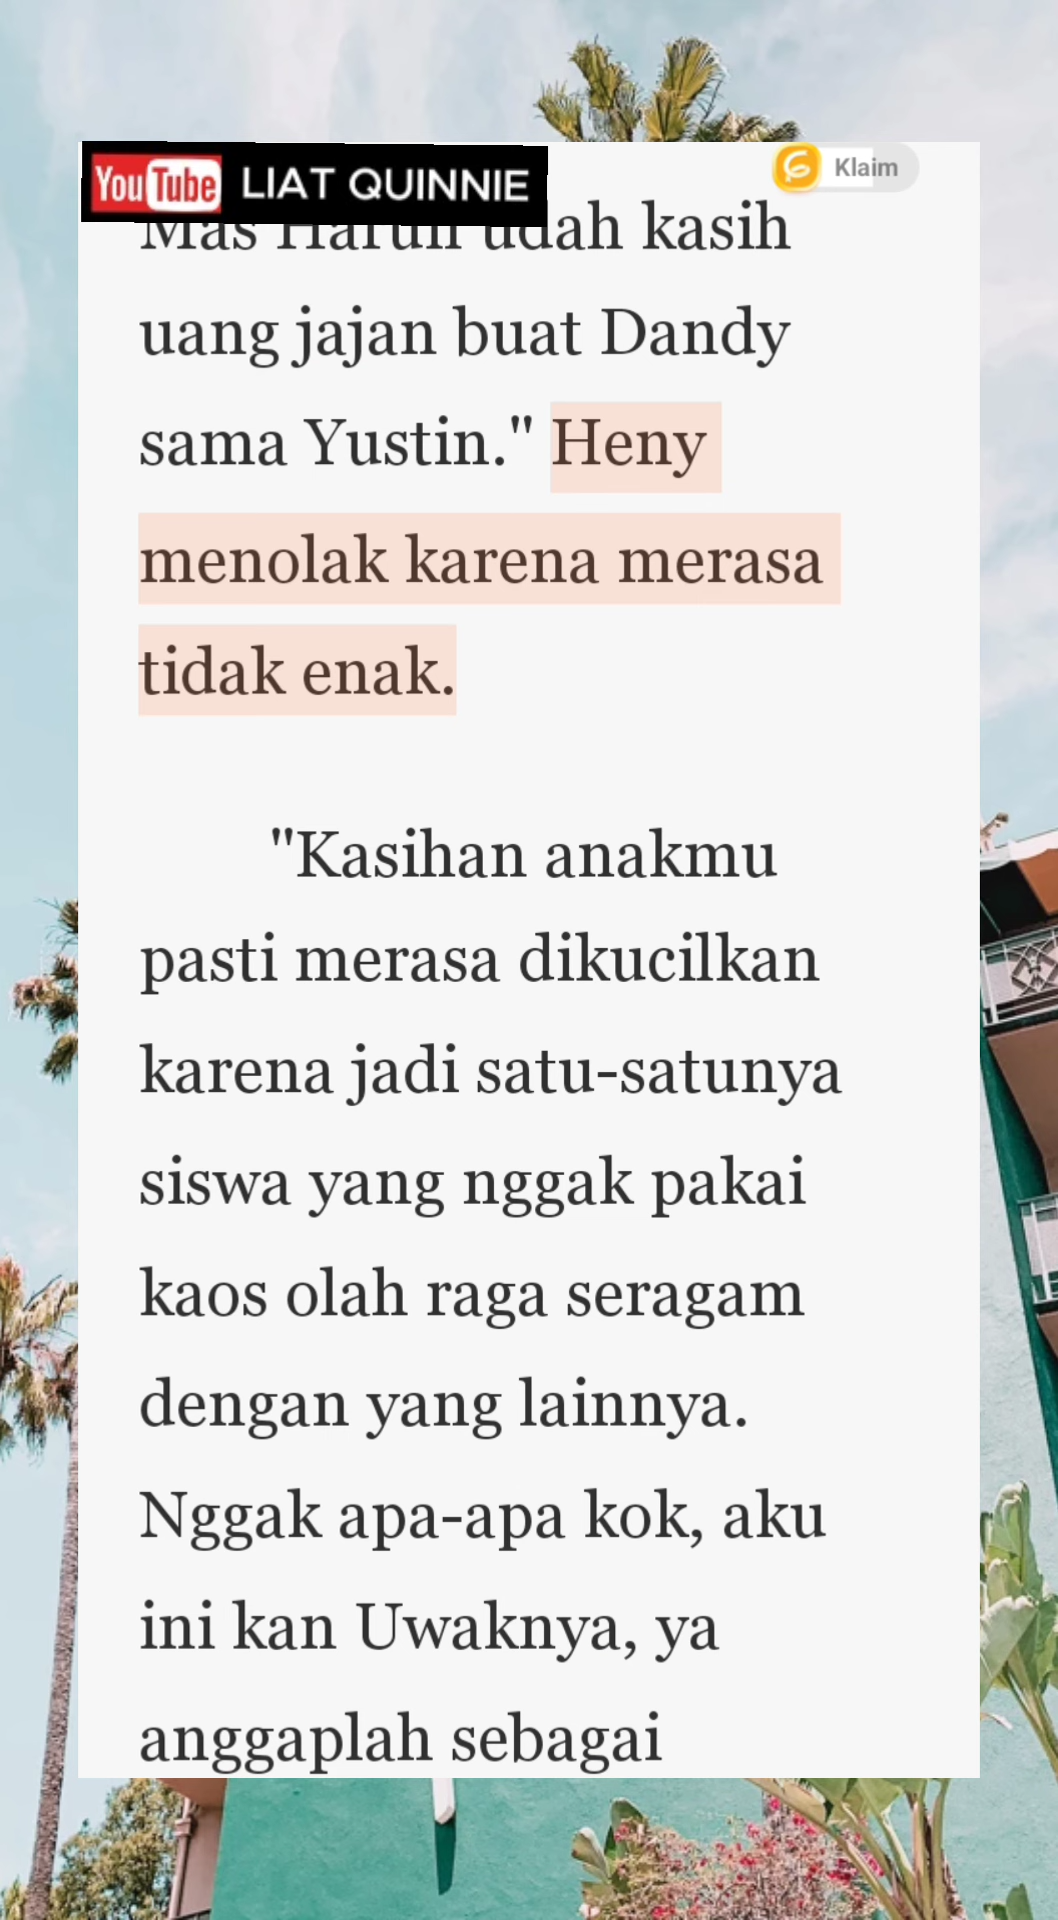 YouTube LIAT QUINNIE
Klaim
Mas Harun udah kasih
uang jajan buat Dandy
sama Yustin." Heny
menolak karena merasa
tidak enak.
"Kasihan anakmu
pasti merasa dikucilkan
karena jadi satu-satunya
siswa yang nggak pakai
kaos olah raga seragam
dengan yang lainnya.
Nggak apa-apa kok, aku
ini kan Uwaknya, ya
anggaplah sebagai